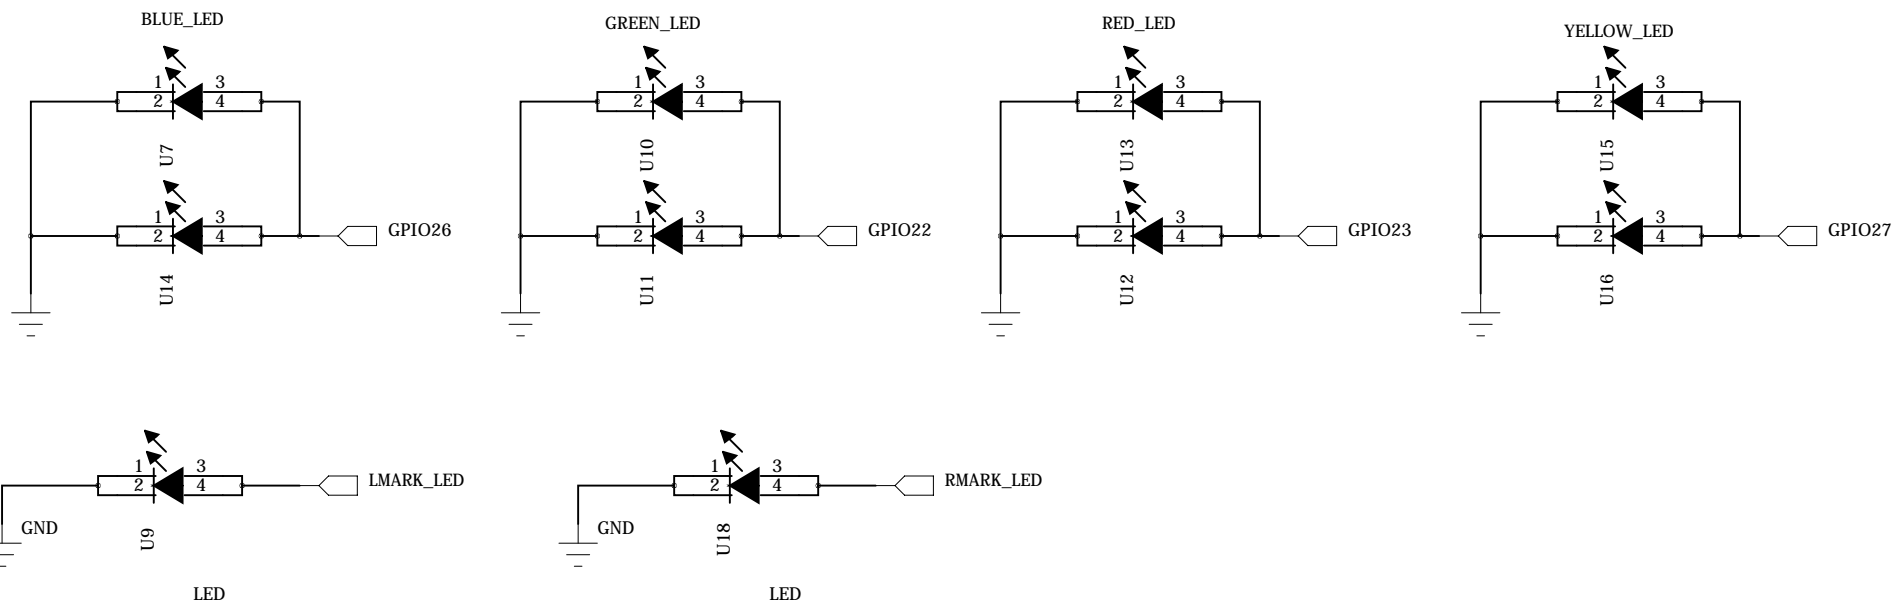 BLUE_LED
GREEN_LED
RED_LED
YELLOW_LED
1 3
2 4
U7
1 3
2 4
U10
1 3
2 4
U13
1 3
2 4
U15
1 3
2 4
GPIO26
U14
1 3
2 4
GPIO22
U11
1 3
2 4
GPIO23
U12
1 3
2 4
GPIO27
U16
1 3
2 4
LMARK_LED
GND
U9
LED
1 3
2 4
RMARK_LED
GND
U18
LED